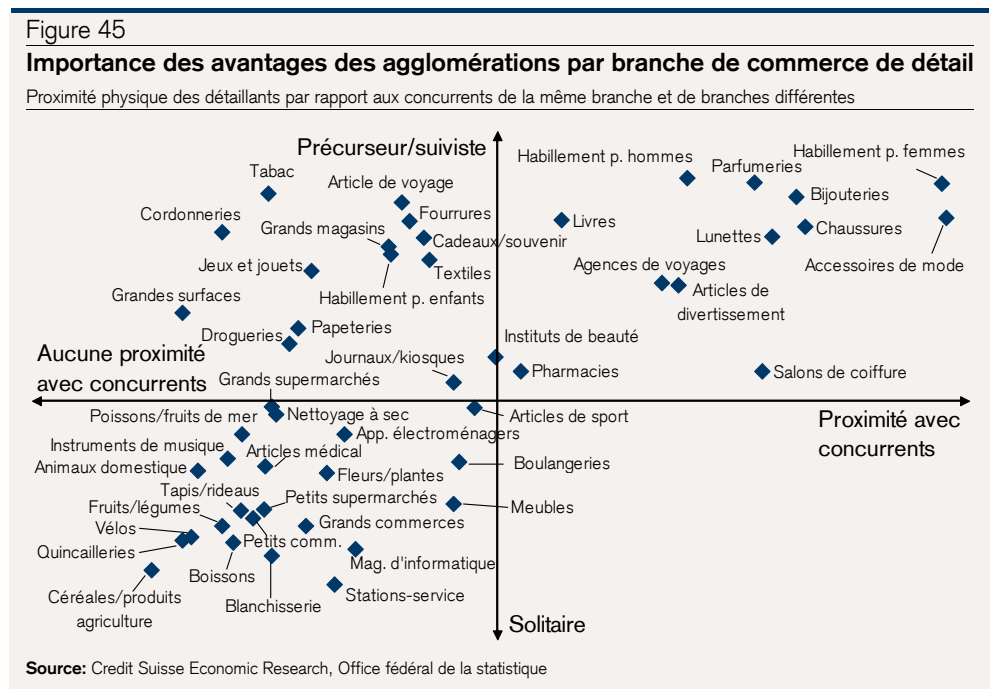 Figure 45
Importance des avantages des agglomérations par branche de commerce de détail
Proximité physique des détaillants par rapport aux concurrents de la même branche et de branches différentes
Précurseur/suiviste
Habillement p. hommes
Habillement p. femmes
Parfumeries
Tabac
Article de voyage
Bijouteries
Cordonneries
Fourrures
Grands magasins
Livres
Chaussures
Lunettes
Cadeaux/souvenir
Jeux et jouets
Textiles
Agences de voyages
Accessoires de mode
Grandes surfaces
Habillement p. enfants
Articles de
divertissement
Drogueries
Papeteries
Instituts de beauté
Aucune proximité
avec concurrents
Journaux/kiosques
Grands supermarchés
Pharmacies
Salons de coiffure
Poissons/fruits de mer
Nettoyage à sec
Articles de sport
Proximité avec
concurrents
App. électroménagers
Instruments de musique
Articles médical
Animaux domestique
Fleurs/plantes
Boulangeries
Tapis/rideaux
Petits supermarchés
Fruits/légumes
Meubles
Vélos
Grands commerces
Quincailleries
Petits comm.
Mag. d'informatique
Boissons
Céréales/produits
agriculture
Blanchisserie
Stations-service
Solitaire
Source: Credit Suisse Economic Research, Office fédéral de la statistique